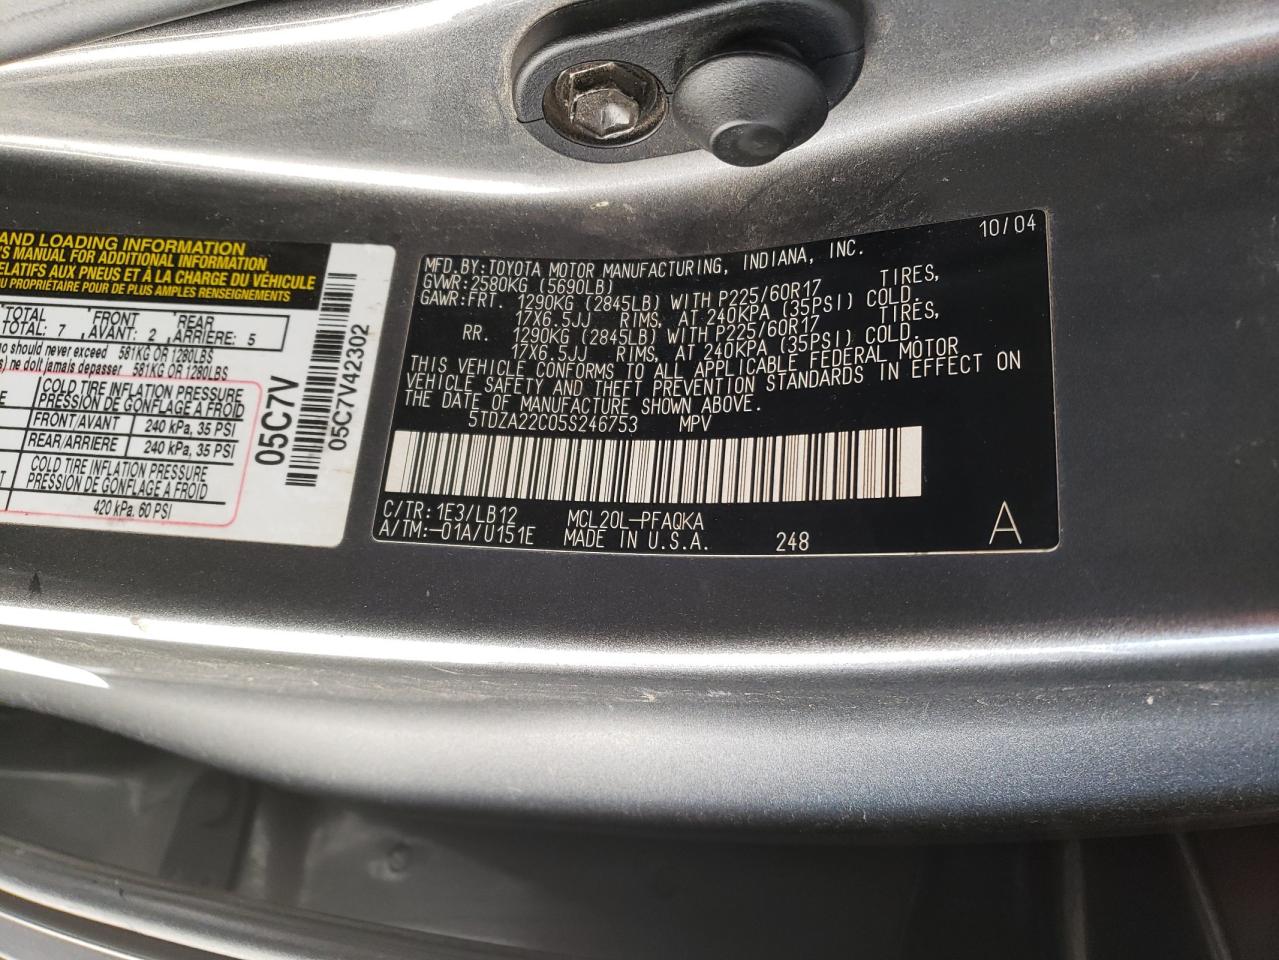 AND LOADING INFORMATION
'S MANUAL FOR ADDITIONAL INFORMATION
RELATIFS AUX PNEUS ET À LA CHARGE DU VÉHICULE
DU PROPRIÉTAIRE POUR DE PLUS AMPLES RENSEIGNEMENTS
TOTAL FRONT REAR
TOTAL: 7 AVANT: 2 ARRIÈRE: 5
should never exceed 581KG OR 1280LBS
ne doit jamais depasser 581KG OR 1280LBS
COLD TIRE INFLATION PRESSURE
PRESSION DE GONFLAGE A FROID
FRONT/AVANT 240 kPa, 35 PSI
REAR/ARRIERE 240 kPa, 35 PSI
COLD TIRE INFLATION PRESSURE
PRESSION DE GONFLAGE A FROID
420 kPa, 60 PSI
05C7V
05C7V42302
10/04
MFD.BY:TOYOTA MOTOR MANUFACTURING, INDIANA, INC.
GVWR:2580KG (5690LB)
GAWR:FRT. 1290KG (2845LB) WITH P225/60R17 TIRES,
17X6.5JJ RIMS, AT 240KPA (35PSI) COLD.
RR. 1290KG (2845LB) WITH P225/60R17 TIRES,
17X6.5JJ RIMS, AT 240KPA (35PSI) COLD.
THIS VEHICLE CONFORMS TO ALL APPLICABLE FEDERAL MOTOR
VEHICLE SAFETY AND THEFT PREVENTION STANDARDS IN EFFECT ON
THE DATE OF MANUFACTURE SHOWN ABOVE.
5TDZA22C05S246753 MPV
C/TR:1E3/LB12 MCL20L-PFAQKA
A/TM:-01A/U151E MADE IN U.S.A. 248 A